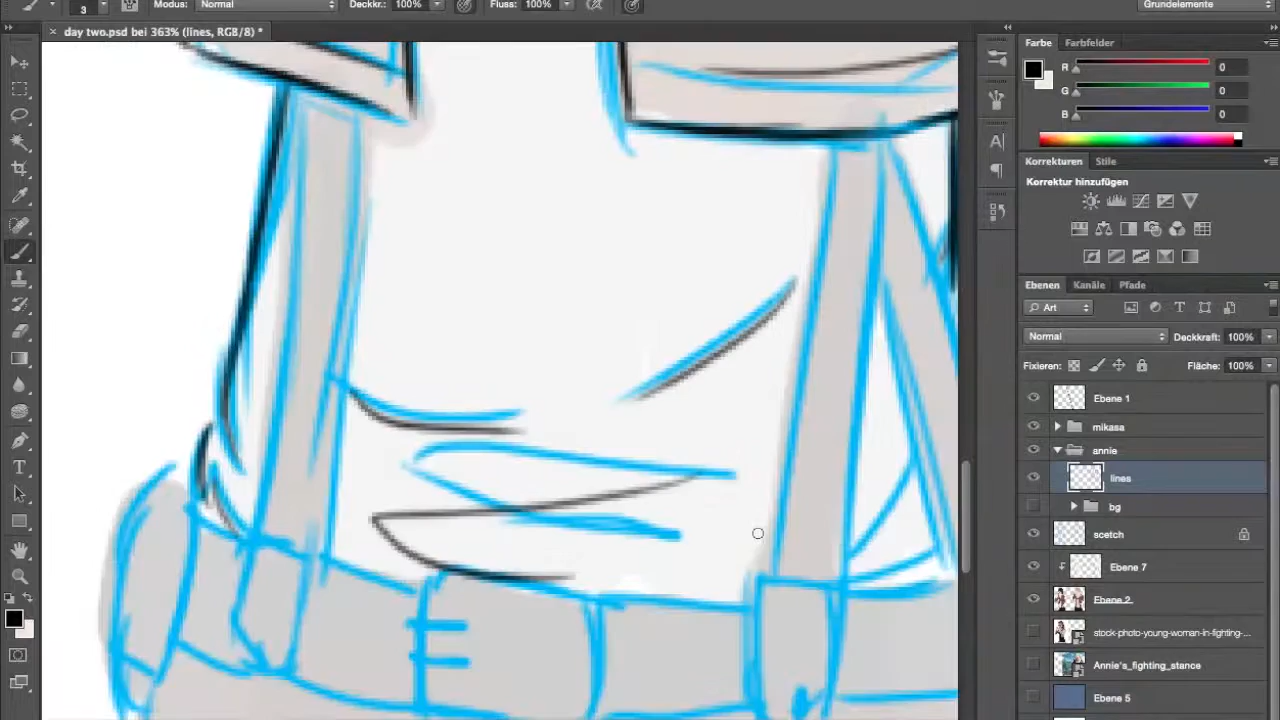 3 Modus: Normal Deckkr.: 100% Fluss: 100% Grundelemente
× day two.psd bei 363% (lines, RGB/8) *
Farbe Farbfelder
R 0
G 0
B 0
Korrekturen Stile
Korrektur hinzufügen
Ebenen Kanäle Pfade
Art
Normal Deckkraft: 100%
Fixieren: Fläche: 100%
Ebene 1
mikasa
annie
lines
bg
scetch
Ebene 7
Ebene 2
stock-photo-young-woman-in-fighting-...
Annie's_fighting_stance
Ebene 5